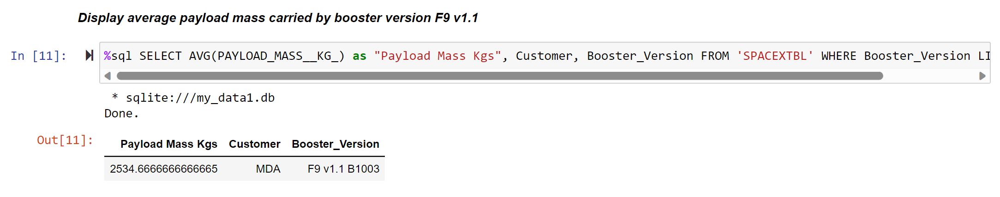 Display average payload mass carried by booster version F9 v1.1
In [11]: %sql SELECT AVG(PAYLOAD_MASS__KG_) as "Payload Mass Kgs", Customer, Booster_Version FROM 'SPACEXTBL' WHERE Booster_Version LI
* sqlite:///my_data1.db
Done.
Out[11]:
Payload Mass Kgs Customer Booster_Version
2534.6666666666665 MDA F9 v1.1 B1003